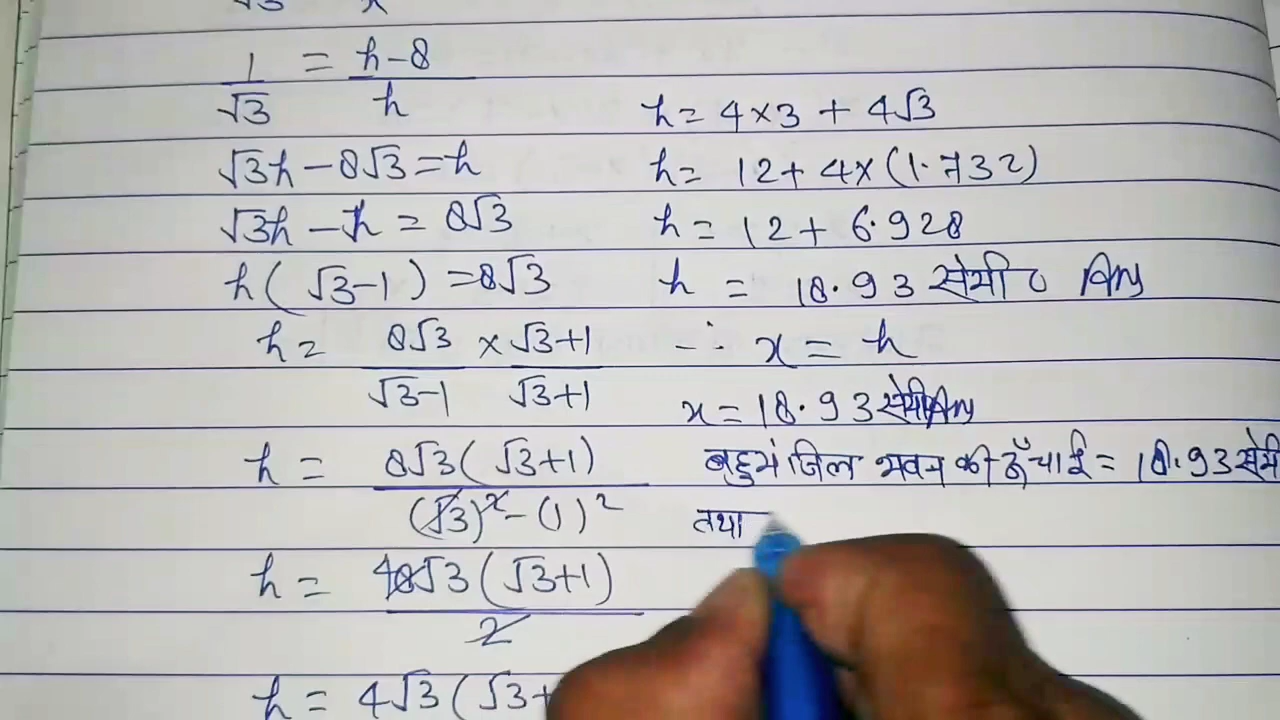 √3 x
1/√3 = h-8/h
√3h - 8√3 = h
√3h - h = 8√3
h(√3-1) = 8√3
h = 8√3/√3-1 × √3+1/√3+1
h = 8√3(√3+1)/(√3)² - (1)²
h = 4 8√3(√3+1)/2
h = 4√3(√3+
h = 4×3 + 4√3
h = 12 + 4×(1.732)
h = 12 + 6.928
h = 18.93 सेमी० Ans
∵ x = h
x = 18.93 सेमी Ans
बहुमंजिल भवन की ऊँचाई = 18.93 सेमी
तथा